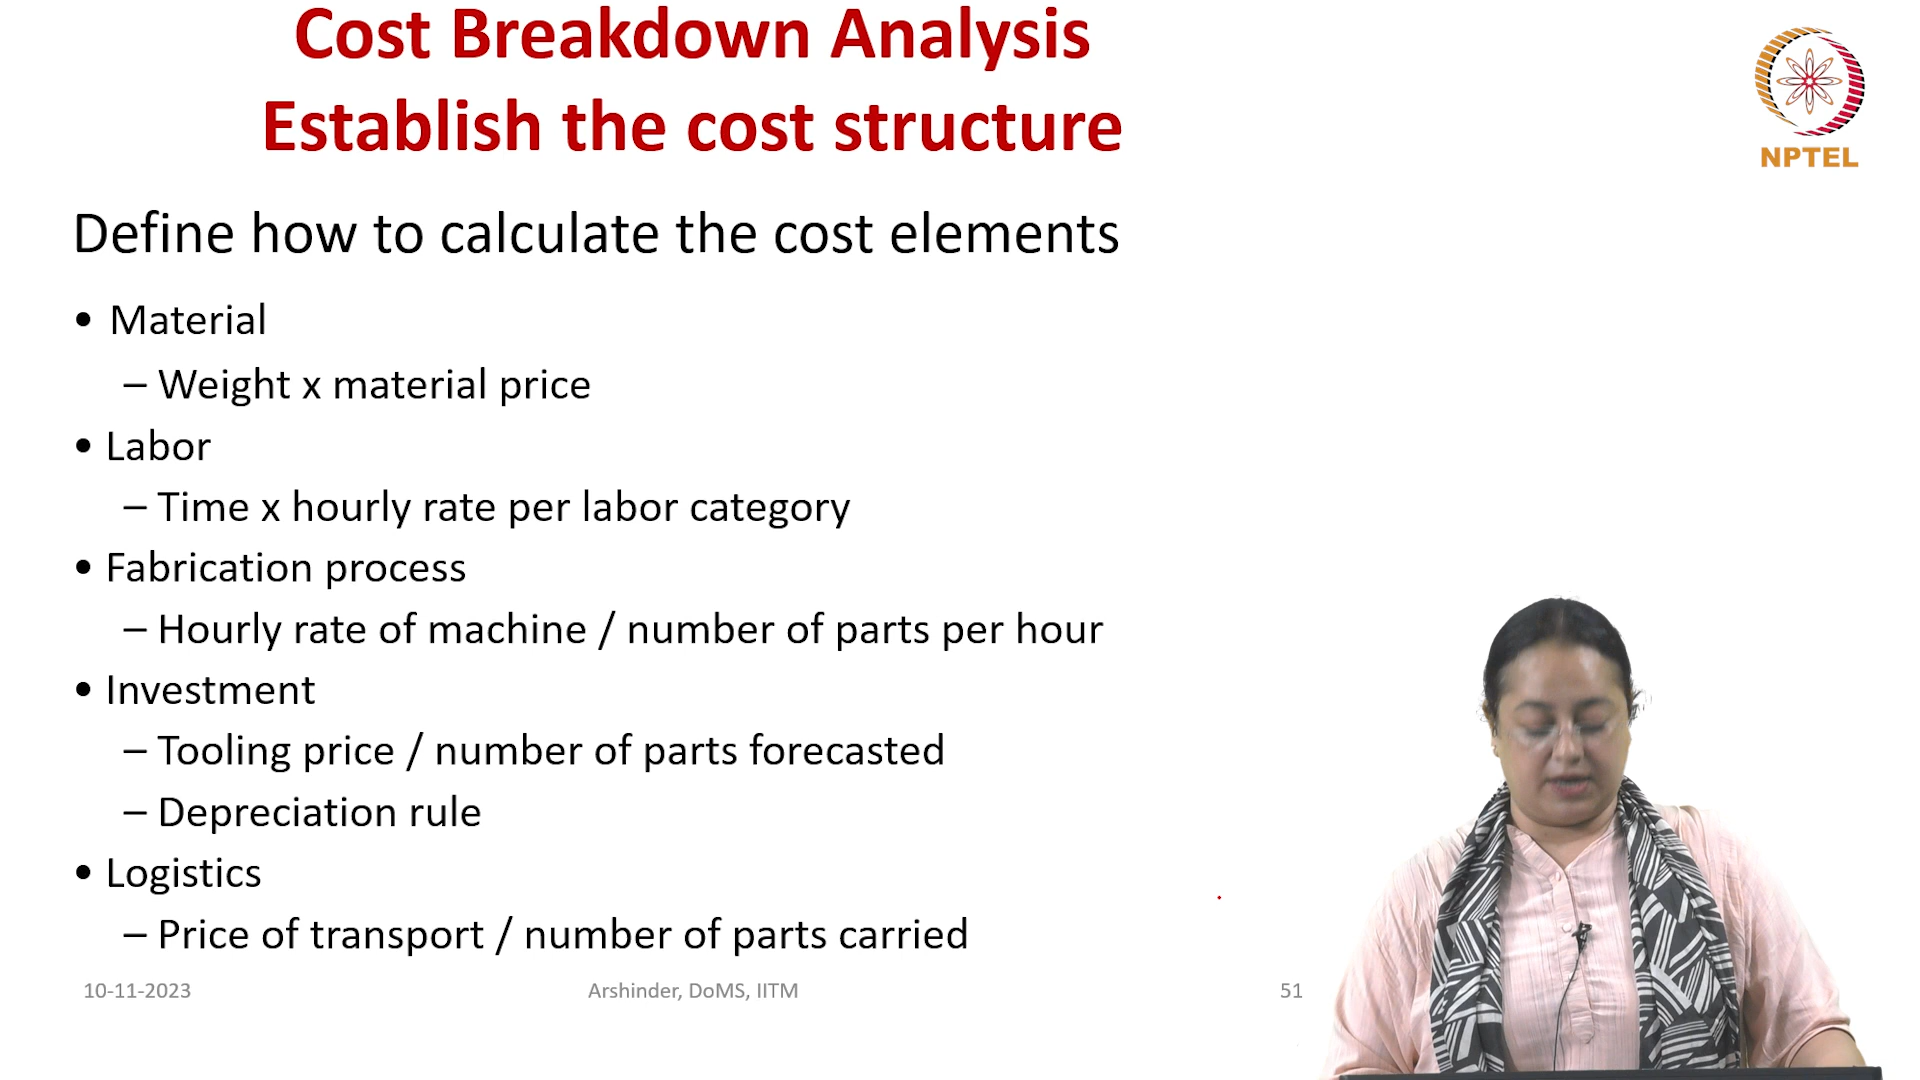 Cost Breakdown Analysis
Establish the cost structure
NPTEL
Define how to calculate the cost elements
• Material
– Weight x material price
• Labor
– Time x hourly rate per labor category
• Fabrication process
– Hourly rate of machine / number of parts per hour
• Investment
– Tooling price / number of parts forecasted
– Depreciation rule
• Logistics
– Price of transport / number of parts carried
10-11-2023
Arshinder, DoMS, IITM
51